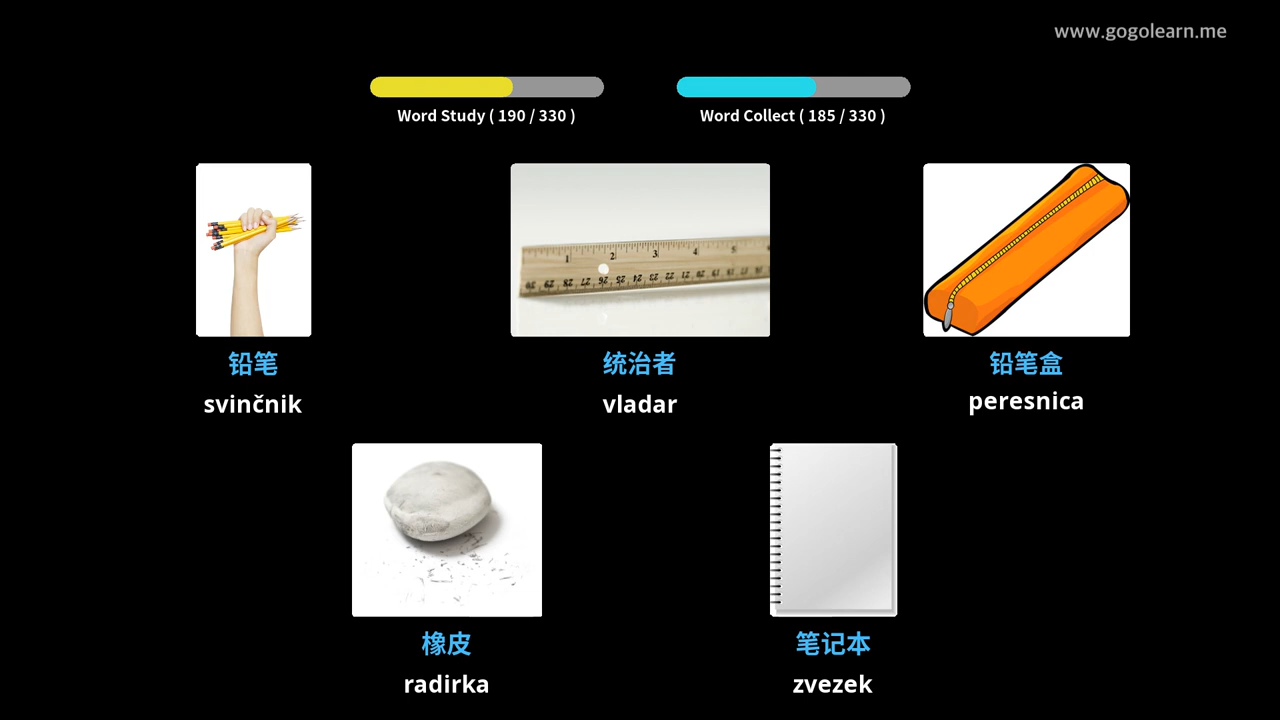 www.gogolearn.me
Word Study ( 190 / 330 )
Word Collect ( 185 / 330 )
铅笔
svinčnik
统治者
vladar
铅笔盒
peresnica
橡皮
radirka
笔记本
zvezek